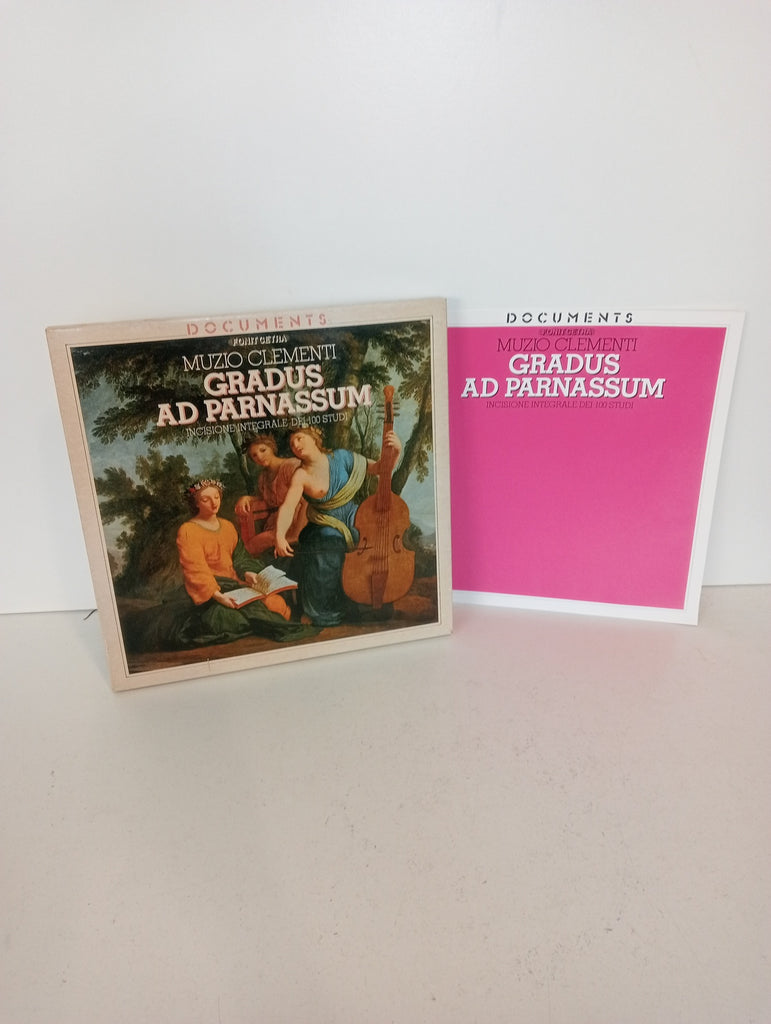 DOCUMENTS
FONIT CETRA
MUZIO CLEMENTI
GRADUS
AD PARNASSUM
INCISIONE INTEGRALE DEI 100 STUDI
DOCUMENTS
FONIT CETRA
MUZIO CLEMENTI
GRADUS
AD PARNASSUM
INCISIONE INTEGRALE DEI 100 STUDI